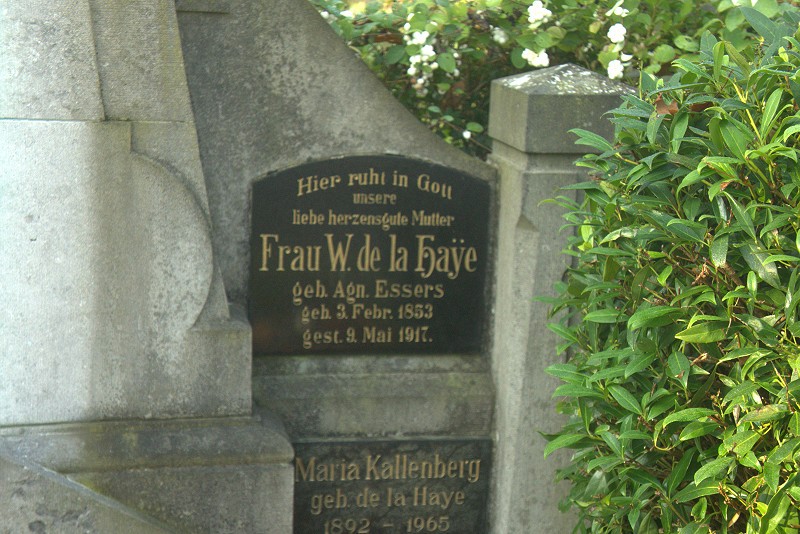 Hier ruht in Gott
unsere
liebe herzensgute Mutter
Frau W. de la Haÿe
geb. Agn. Essers
geb. 3. Febr. 1853
gest. 9. Mai 1917.
Maria Kallenberg
geb. de la Haye
1892 - 1965